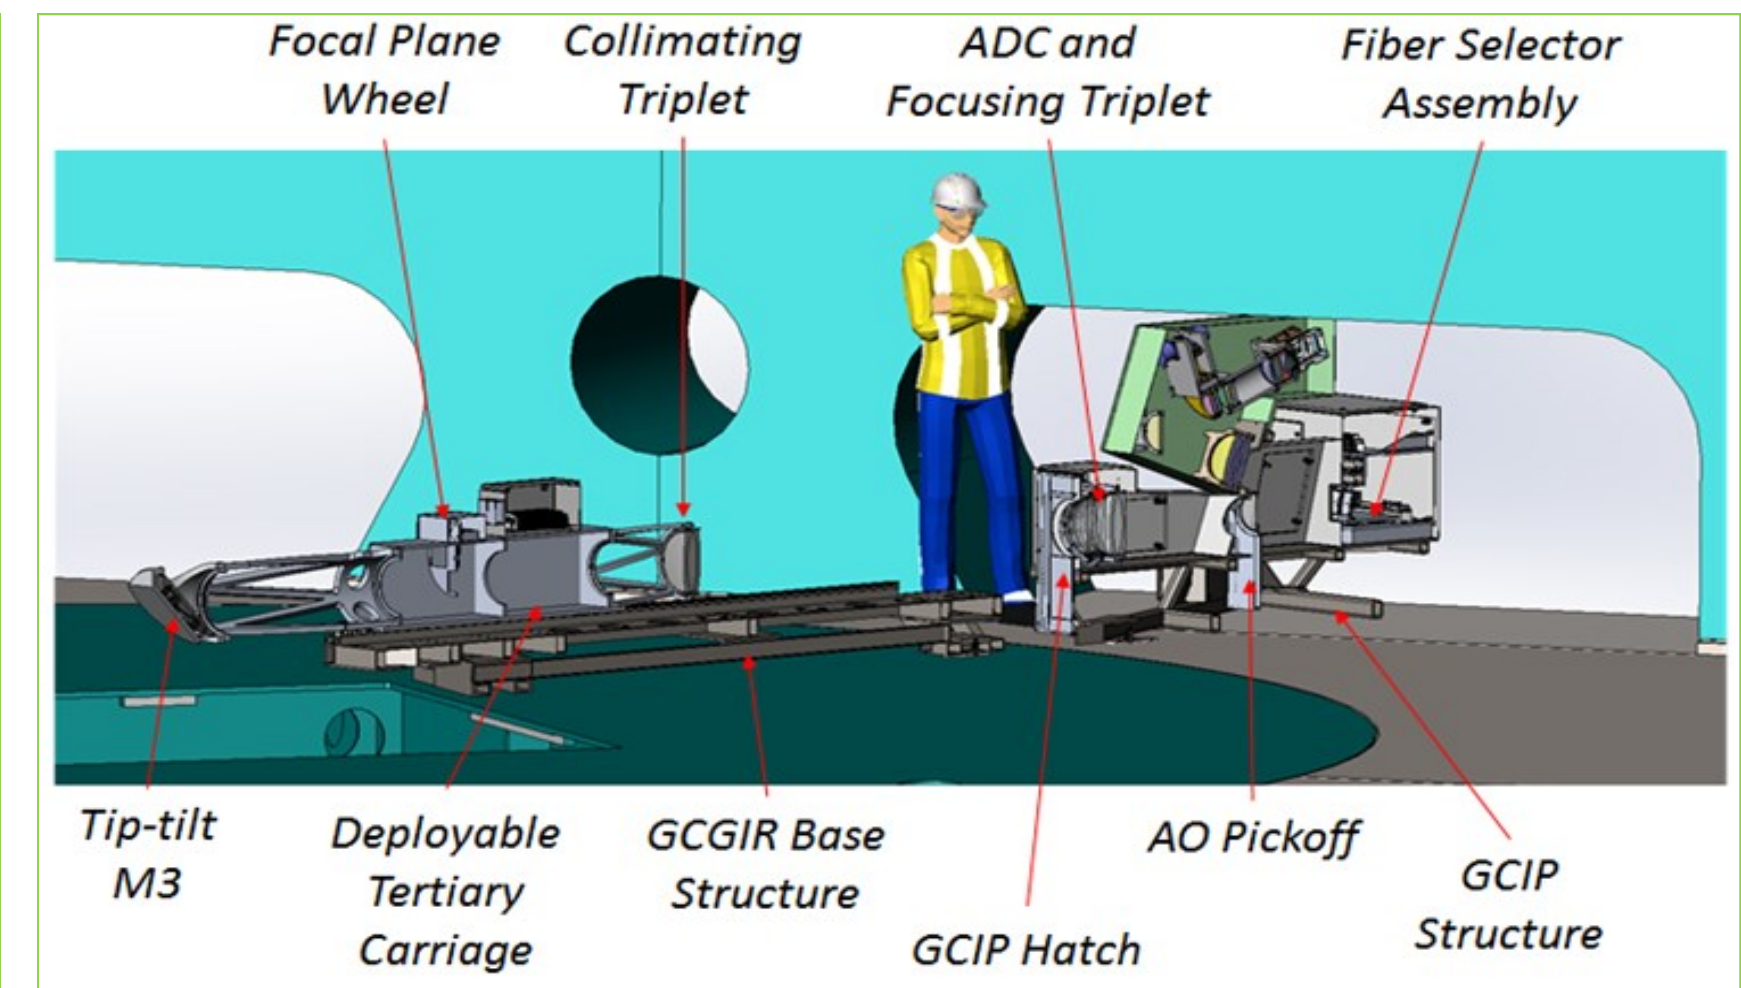 Focal Plane
Wheel
Collimating
Triplet
ADC and
Focusing Triplet
Fiber Selector
Assembly
Tip-tilt
M3
Deployable
Tertiary
Carriage
GCGIR Base
Structure
GCIP Hatch
AO Pickoff
GCIP
Structure